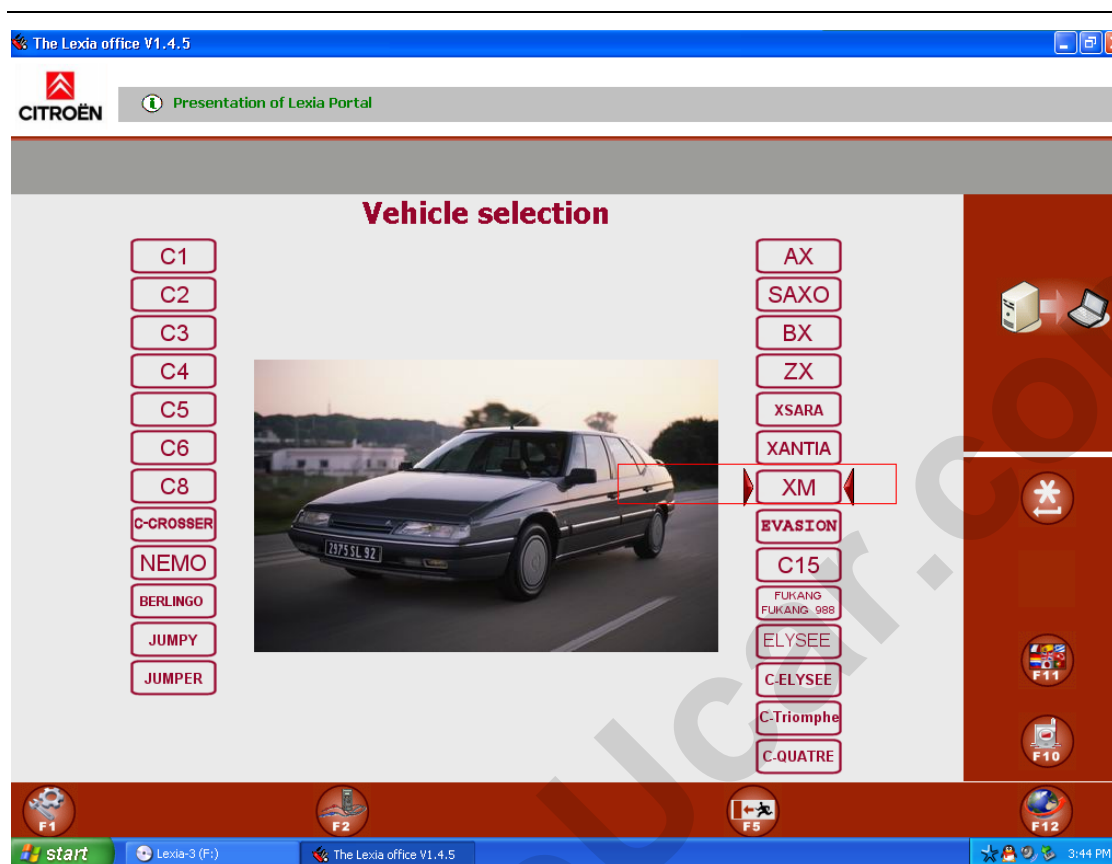 The Lexia office V1.4.5
CITROËN
Presentation of Lexia Portal
Vehicle selection
C1
C2
C3
C4
C5
C6
C8
C-CROSSER
NEMO
BERLINGO
JUMPY
JUMPER
2975 SL 92
AX
SAXO
BX
ZX
XSARA
XANTIA
XM
EVASION
C15
FUKANG
FUKANG 988
ELYSEE
C-ELYSEE
C-Triomphe
C-QUATRE
F11
F10
F1
F2
F5
F12
start
Lexia-3 (F:)
The Lexia office V1.4.5
3:44 PM